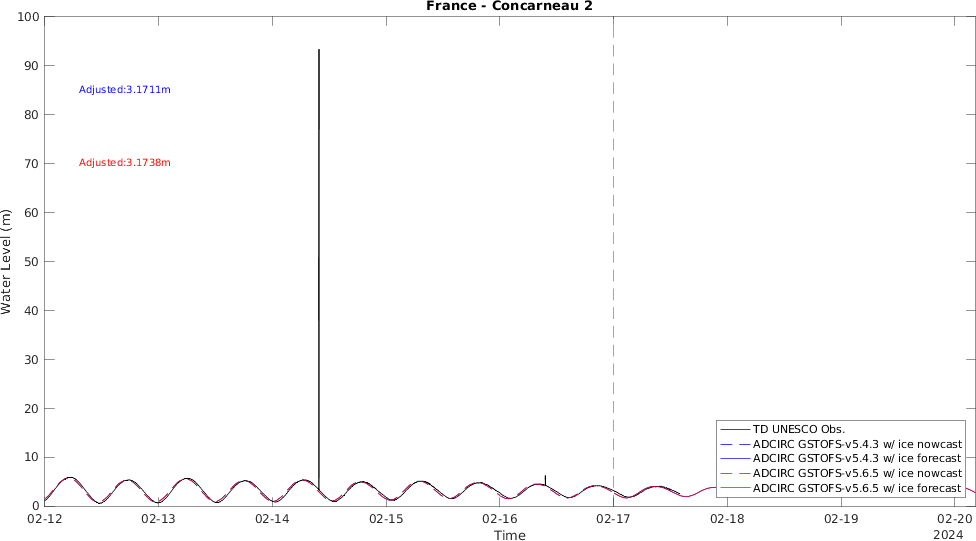 France - Concarneau 2
100
90
80
70
60
50
40
30
20
10
0
Water Level (m)
Adjusted:3.1711m
Adjusted:3.1738m
TD UNESCO Obs.
ADCIRC GSTOFS-v5.4.3 w/ ice nowcast
ADCIRC GSTOFS-v5.4.3 w/ ice forecast
ADCIRC GSTOFS-v5.6.5 w/ ice nowcast
ADCIRC GSTOFS-v5.6.5 w/ ice forecast
02-12 02-13 02-14 02-15 02-16 02-17 02-18 02-19 02-20
Time
2024